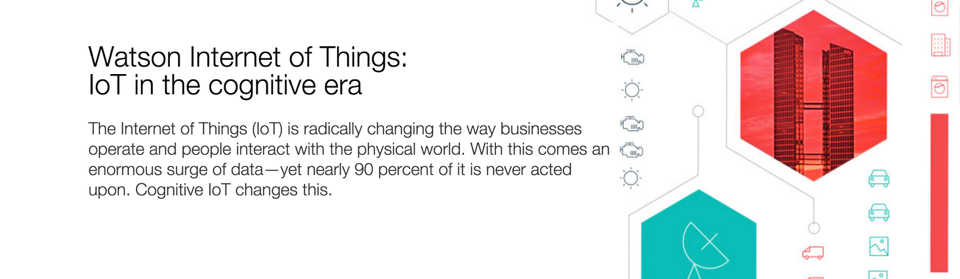 Watson Internet of Things:
IoT in the cognitive era
The Internet of Things (IoT) is radically changing the way businesses
operate and people interact with the physical world. With this comes an
enormous surge of data—yet nearly 90 percent of it is never acted
upon. Cognitive IoT changes this.